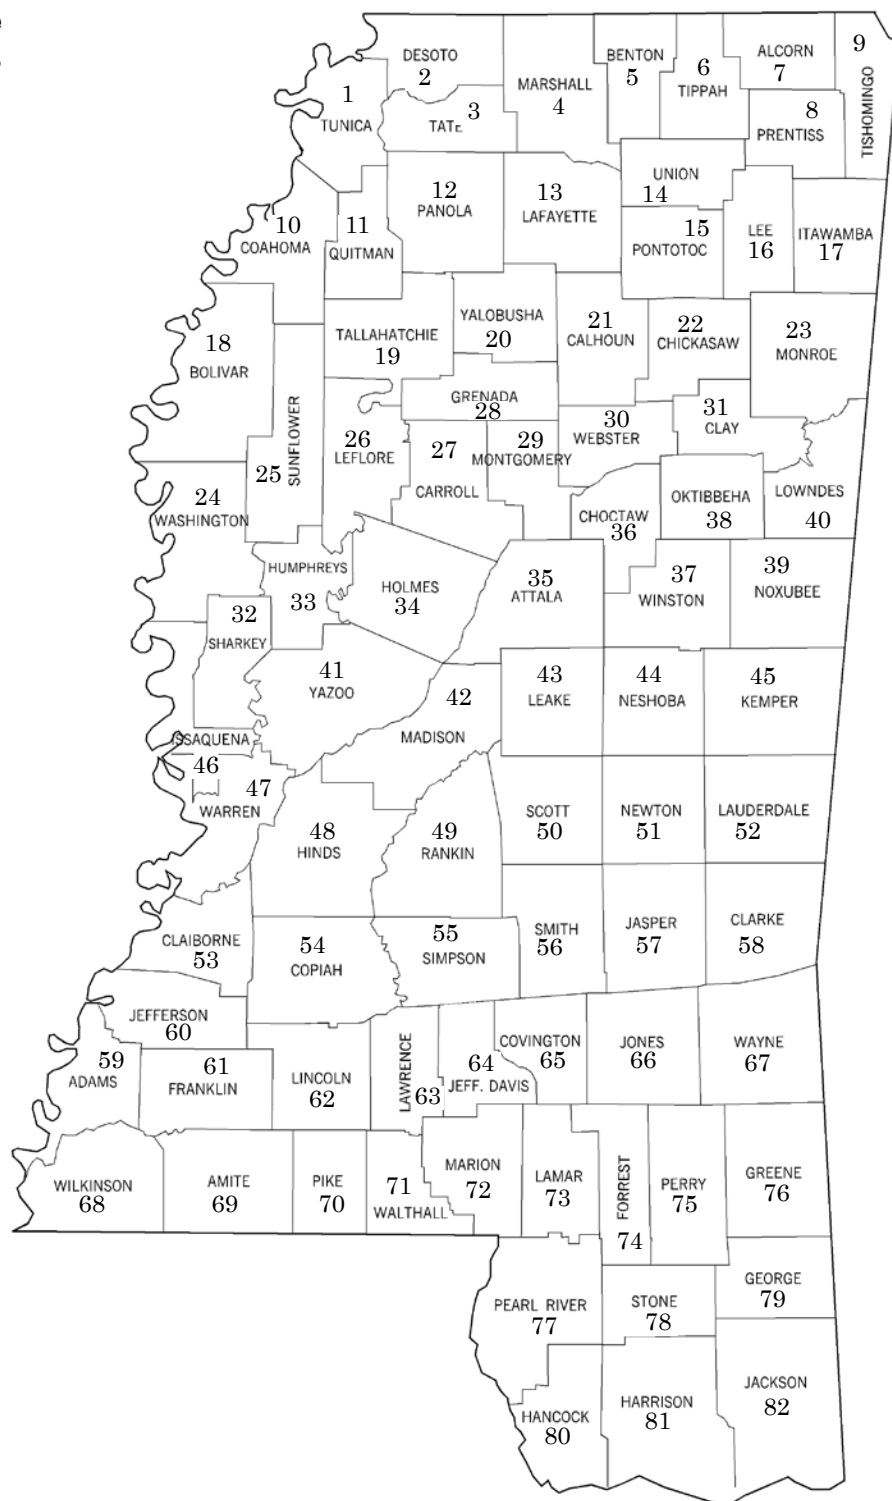 DESOTO
2
1
TUNICA
3
TATE
MARSHALL
4
BENTON
5
6
TIPPAH
ALCORN
7
8
PRENTISS
9
TISHOMINGO
10
COAHOMA
11
QUITMAN
12
PANOLA
13
LAFAYETTE
UNION
14
15
PONTOTOC
LEE
16
ITAWAMBA
17
18
BOLIVAR
TALLAHATCHIE
19
YALOBUSHA
20
21
CALHOUN
22
CHICKASAW
23
MONROE
24
WASHINGTON
SUNFLOWER
25
26
LEFLORE
27
CARROLL
GRENADA
28
29
MONTGOMERY
30
WEBSTER
31
CLAY
32
SHARKEY
HUMPHREYS
33
HOLMES
34
35
ATTALA
CHOCTAW
36
37
WINSTON
OKTIBBEHA
38
39
NOXUBEE
LOWNDES
40
41
YAZOO
42
MADISON
43
LEAKE
44
NESHOBA
45
KEMPER
ISSAQUENA
46
47
WARREN
48
HINDS
49
RANKIN
SCOTT
50
NEWTON
51
LAUDERDALE
52
CLAIBORNE
53
54
COPIAH
55
SIMPSON
SMITH
56
JASPER
57
CLARKE
58
59
ADAMS
JEFFERSON
60
61
FRANKLIN
LINCOLN
62
LAWRENCE
63
64
JEFF. DAVIS
COVINGTON
65
JONES
66
WAYNE
67
WILKINSON
68
AMITE
69
PIKE
70
71
WALTHALL
MARION
72
LAMAR
73
FORREST
74
PERRY
75
GREENE
76
PEARL RIVER
77
STONE
78
GEORGE
79
HANCOCK
80
HARRISON
81
JACKSON
82